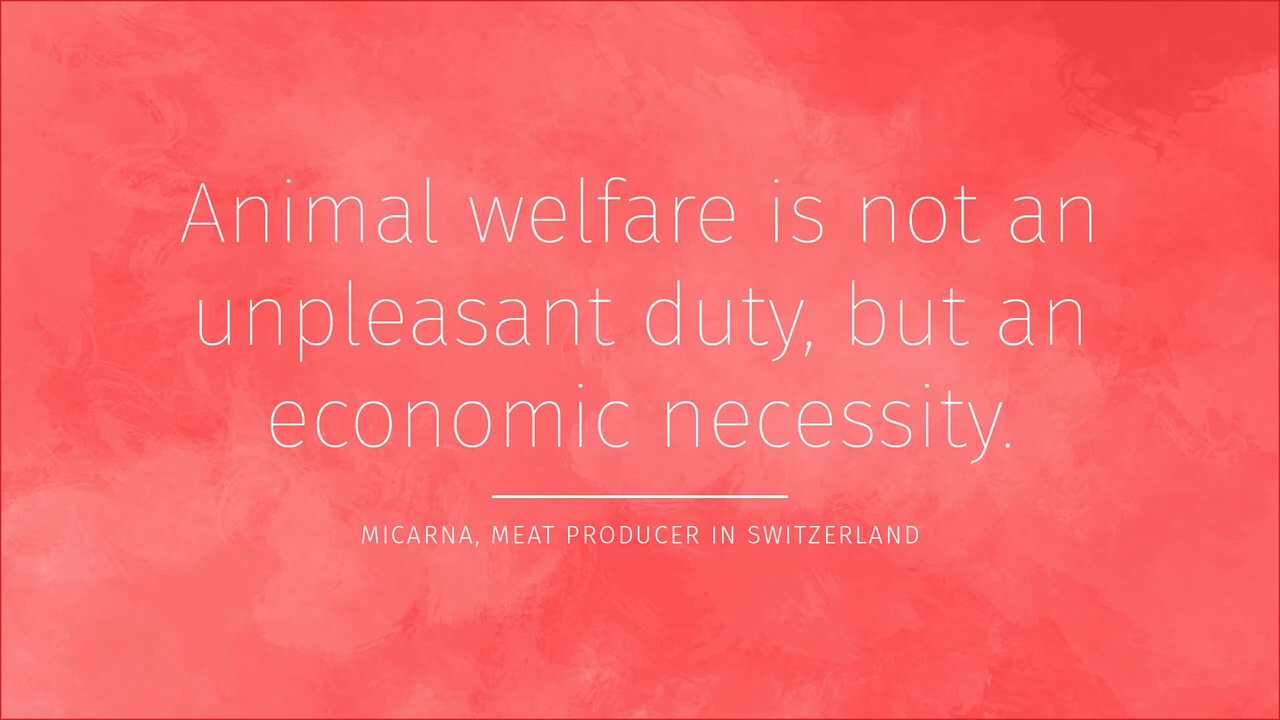 Animal welfare is not an
unpleasant duty, but an
economic necessity.
MICARNA, MEAT PRODUCER IN SWITZERLAND